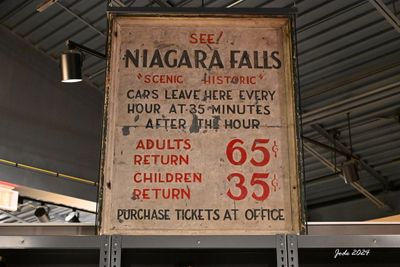 SEE!
NIAGARA FALLS
"SCENIC HISTORIC"
CARS LEAVE HERE EVERY
HOUR AT 35 MINUTES
AFTER THE HOUR
ADULTS
RETURN 65¢
CHILDREN
RETURN 35¢
PURCHASE TICKETS AT OFFICE
Jode 2024